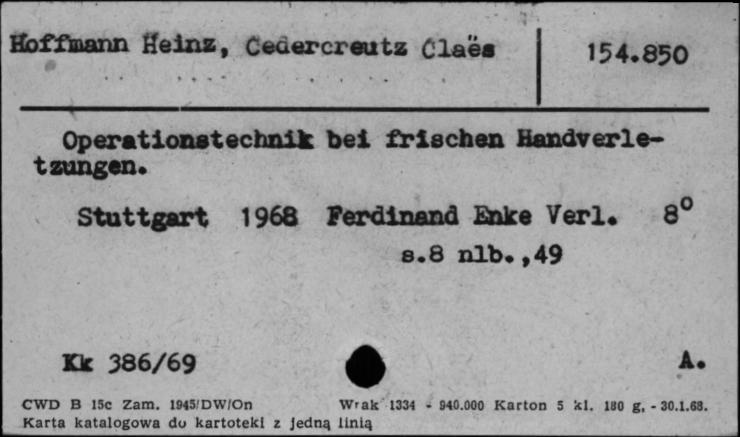 Hoffmann Heinz, Cedercreutz Claës 154.850
Operationstechnik bei frischen Handverle-
tzungen.
Stuttgart 1968 Ferdinand Enke Verl. 8°
s.8 nlb.,49
Kk 386/69 A.
CWD B 15c Zam. 1945/DW/On Wrak 1334 - 940.000 Karton 5 kl. 180 g. - 30.1.68.
Karta katalogowa do kartoteki z jedną linią